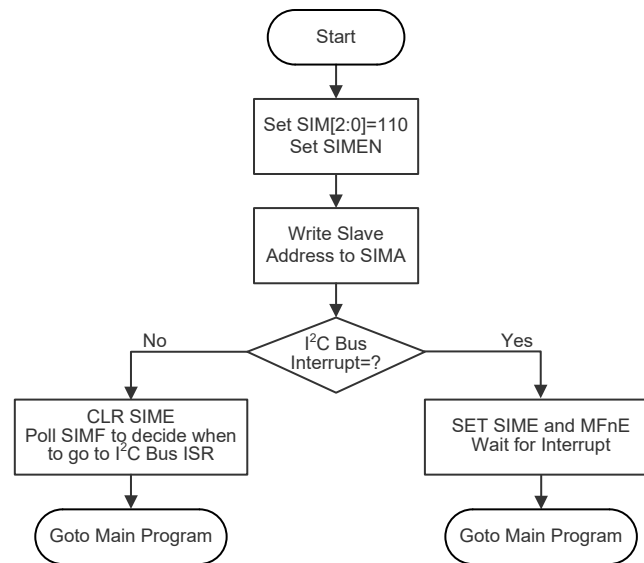 Start
Set SIM[2:0]=110
Set SIMEN
Write Slave
Address to SIMA
I²C Bus
Interrupt=?
No
Yes
CLR SIME
Poll SIMF to decide when
to go to I²C Bus ISR
SET SIME and MFnE
Wait for Interrupt
Goto Main Program
Goto Main Program